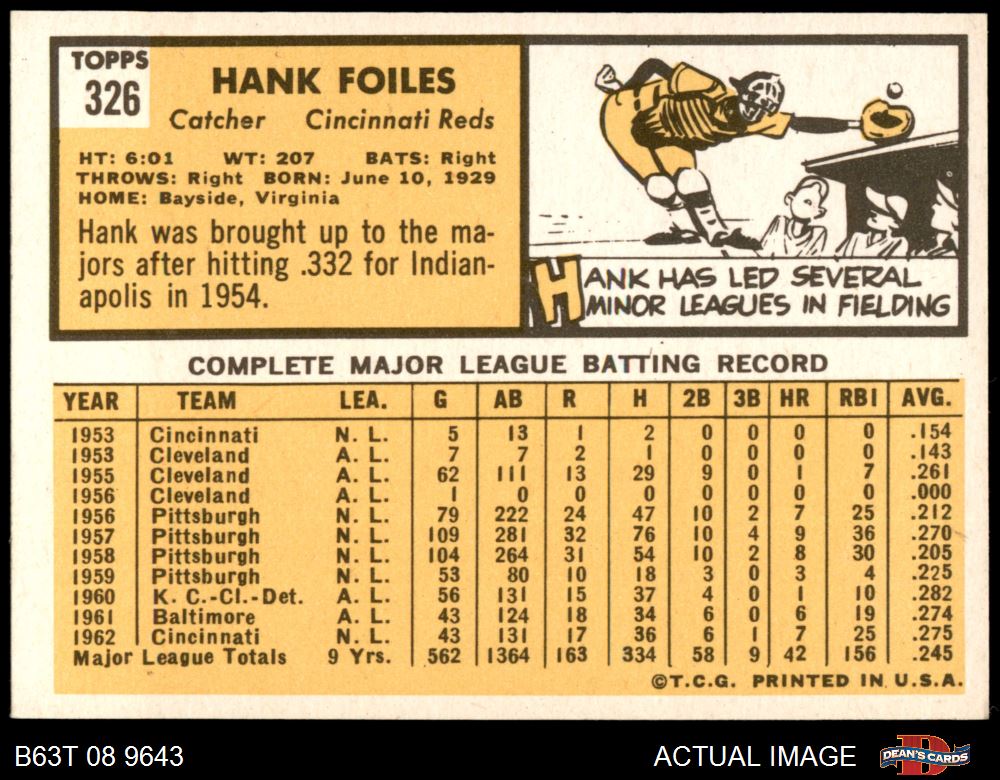 TOPPS
326
HANK FOILES
Catcher Cincinnati Reds
HT: 6:01 WT: 207 BATS: Right
THROWS: Right BORN: June 10, 1929
HOME: Bayside, Virginia
Hank was brought up to the ma-
jors after hitting .332 for Indian-
apolis in 1954.
HANK HAS LED SEVERAL
MINOR LEAGUES IN FIELDING
COMPLETE MAJOR LEAGUE BATTING RECORD
YEAR TEAM LEA. G AB R H 2B 3B HR RBI AVG.
1953 Cincinnati N. L. 5 13 1 2 0 0 0 0 .154
1953 Cleveland A. L. 7 7 2 1 0 0 0 0 .143
1955 Cleveland A. L. 62 111 13 29 9 0 1 7 .261
1956 Cleveland A. L. 1 0 0 0 0 0 0 0 .000
1956 Pittsburgh N. L. 79 222 24 47 10 2 7 25 .212
1957 Pittsburgh N. L. 109 281 32 76 10 4 9 36 .270
1958 Pittsburgh N. L. 104 264 31 54 10 2 8 30 .205
1959 Pittsburgh N. L. 53 80 10 18 3 0 3 4 .225
1960 K. C.-Cl.-Det. A. L. 56 131 15 37 4 0 1 10 .282
1961 Baltimore A. L. 43 124 18 34 6 0 6 19 .274
1962 Cincinnati N. L. 43 131 17 36 6 1 7 25 .275
Major League Totals 9 Yrs. 562 1364 163 334 58 9 42 156 .245
©T.C.G. PRINTED IN U.S.A.
B63T 08 9643 ACTUAL IMAGE DEAN'S CARDS